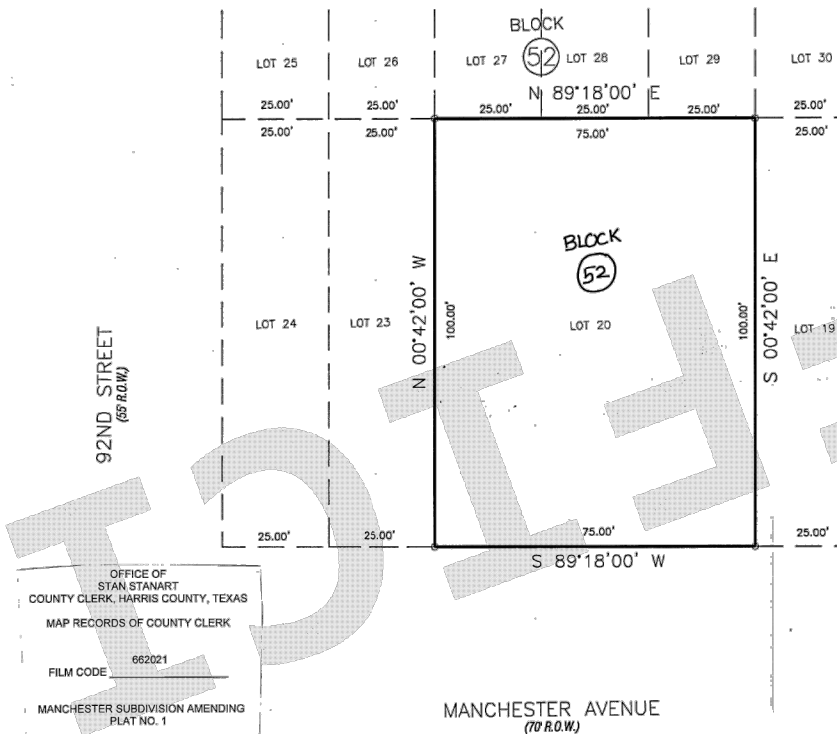 BLOCK
LOT 25
LOT 26
LOT 27
52
LOT 28
LOT 29
LOT 30
N 89°18'00" E
25.00'
25.00'
25.00'
25.00'
25.00'
25.00'
25.00'
25.00'
75.00'
25.00'
BLOCK
52
N 00°42'00' W
100.00'
100.00'
S 00°42'00' E
LOT 24
LOT 23
LOT 20
LOT 19
92ND STREET
(55' R.O.W.)
25.00'
25.00'
75.00'
25.00'
S 89°18'00' W
OFFICE OF
STAN STANART
COUNTY CLERK, HARRIS COUNTY, TEXAS
MAP RECORDS OF COUNTY CLERK
662021
FILM CODE
MANCHESTER SUBDIVISION AMENDING
PLAT NO. 1
MANCHESTER AVENUE
(70' R.O.W.)